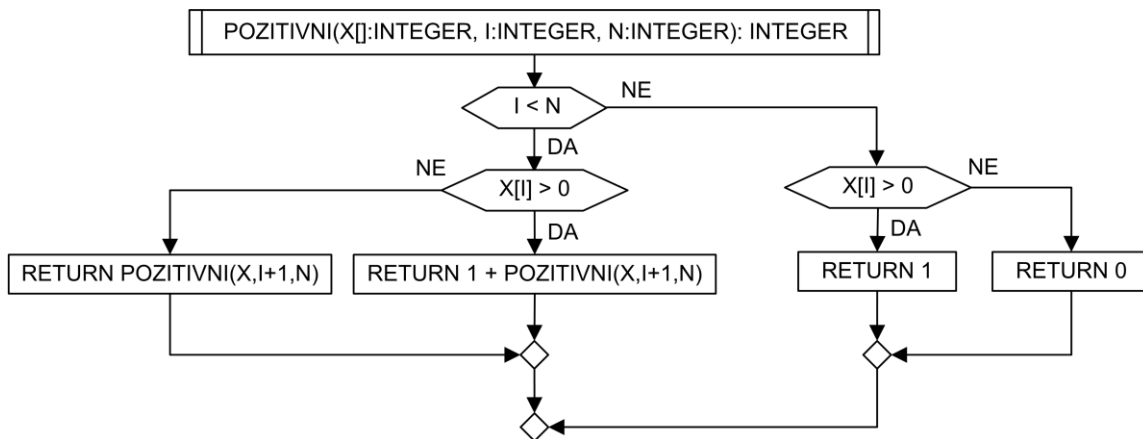 POZITIVNI(X[]:INTEGER, I:INTEGER, N:INTEGER): INTEGER
I < N
NE
DA
NE
X[I] > 0
DA
X[I] > 0
NE
DA
RETURN POZITIVNI(X,I+1,N)
RETURN 1 + POZITIVNI(X,I+1,N)
RETURN 1
RETURN 0